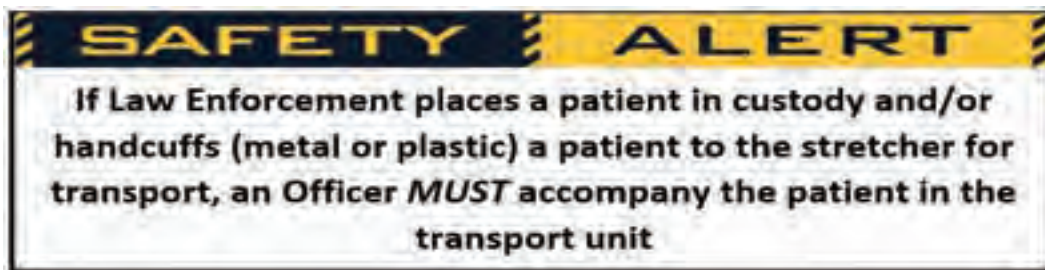 SAFETY ALERT
If Law Enforcement places a patient in custody and/or
handcuffs (metal or plastic) a patient to the stretcher for
transport, an Officer MUST accompany the patient in the
transport unit